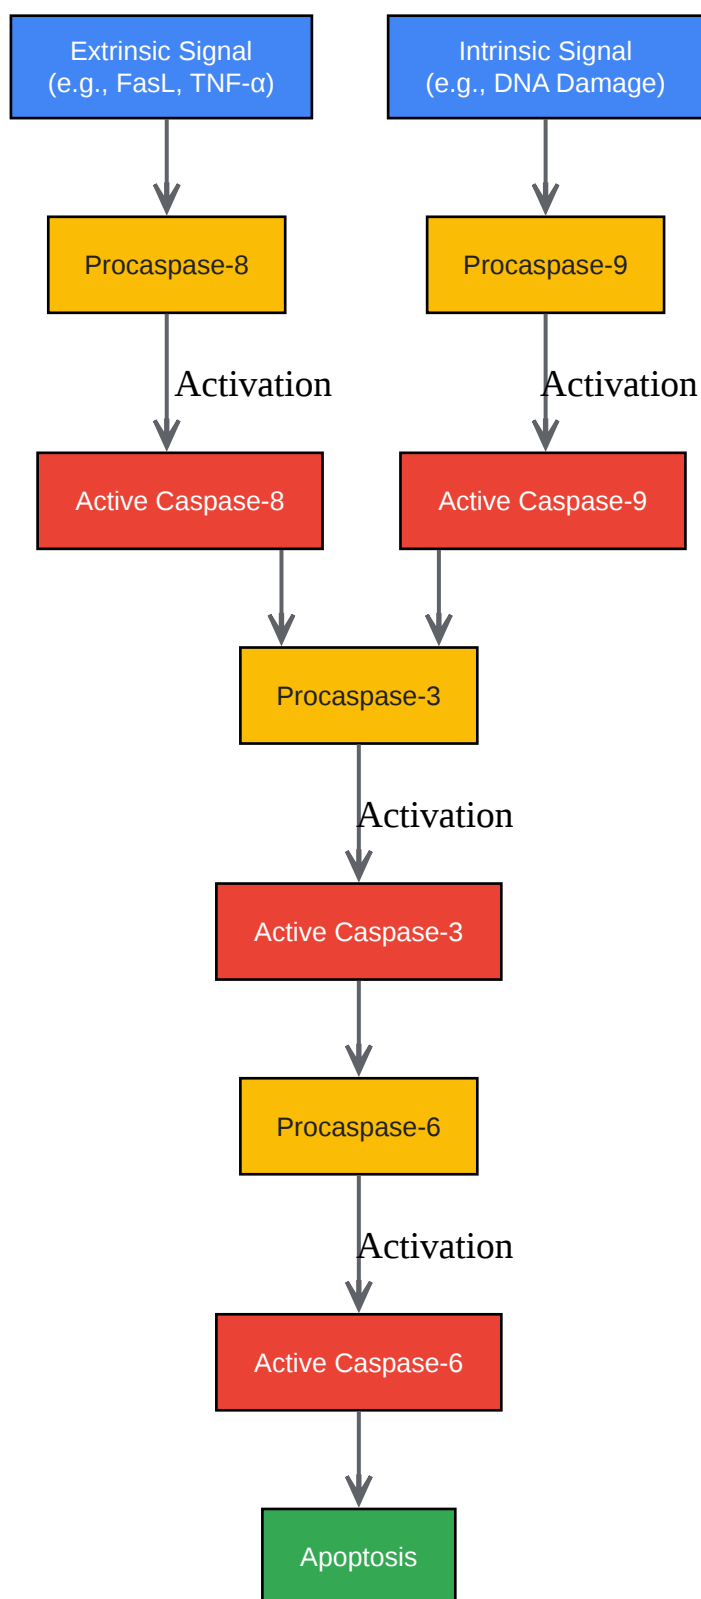 Extrinsic Signal
(e.g., FasL, TNF-α)
Intrinsic Signal
(e.g., DNA Damage)
Procaspase-8
Procaspase-9
Activation
Activation
Active Caspase-8
Active Caspase-9
Procaspase-3
Activation
Active Caspase-3
Procaspase-6
Activation
Active Caspase-6
Apoptosis